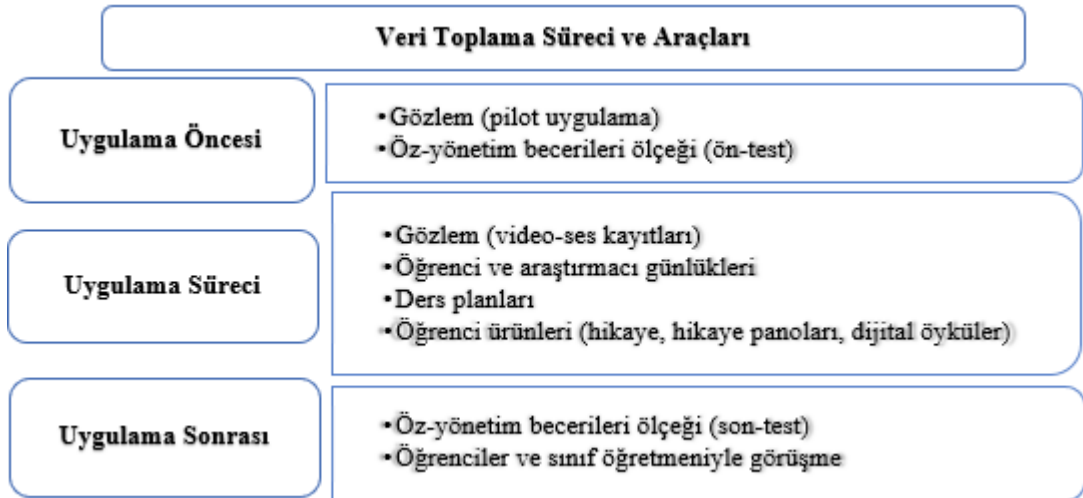 Veri Toplama Süreci ve Araçları
Uygulama Öncesi
•Gözlem (pilot uygulama)
•Öz-yönetim becerileri ölçeği (ön-test)
Uygulama Süreci
•Gözlem (video-ses kayıtları)
•Öğrenci ve araştırmacı günlükleri
•Ders planları
•Öğrenci ürünleri (hikaye, hikaye panoları, dijital öyküler)
Uygulama Sonrası
•Öz-yönetim becerileri ölçeği (son-test)
•Öğrenciler ve sınıf öğretmeniyle görüşme